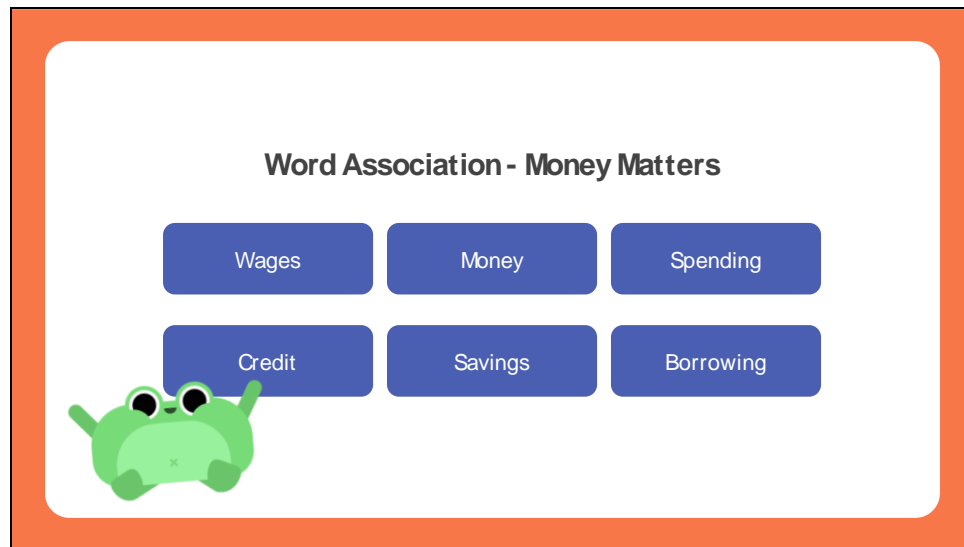 Word Association - Money Matters
Wages Money Spending
Credit Savings Borrowing